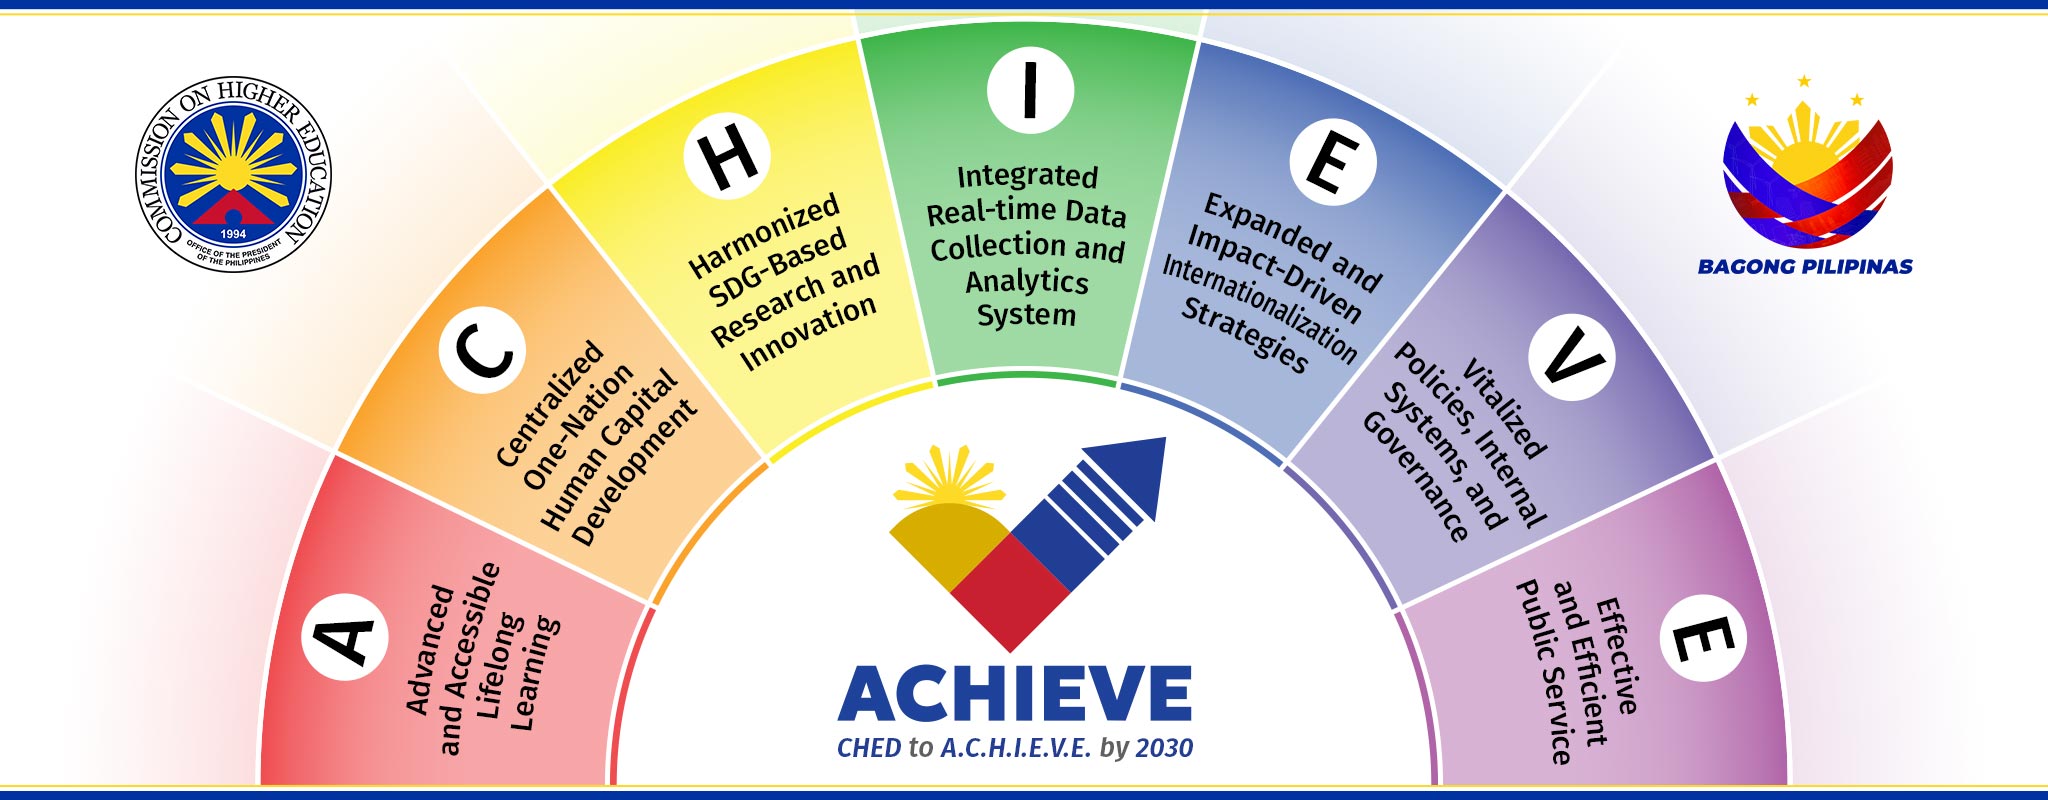 COMMISSION ON HIGHER EDUCATION
1994
OFFICE OF THE PRESIDENT
OF THE PHILIPPINES
A
Advanced
and Accessible
Lifelong
Learning
C
Centralized
One-Nation
Human Capital
Development
H
Harmonized
SDG-Based
Research and
Innovation
I
Integrated
Real-time Data
Collection and
Analytics
System
E
Expanded and
Impact-Driven
Internationalization
Strategies
V
Vitalized
Policies, Internal
Systems, and
Governance
E
Effective
and Efficient
Public Service
BAGONG PILIPINAS
ACHIEVE
CHED to A.C.H.I.E.V.E. by 2030